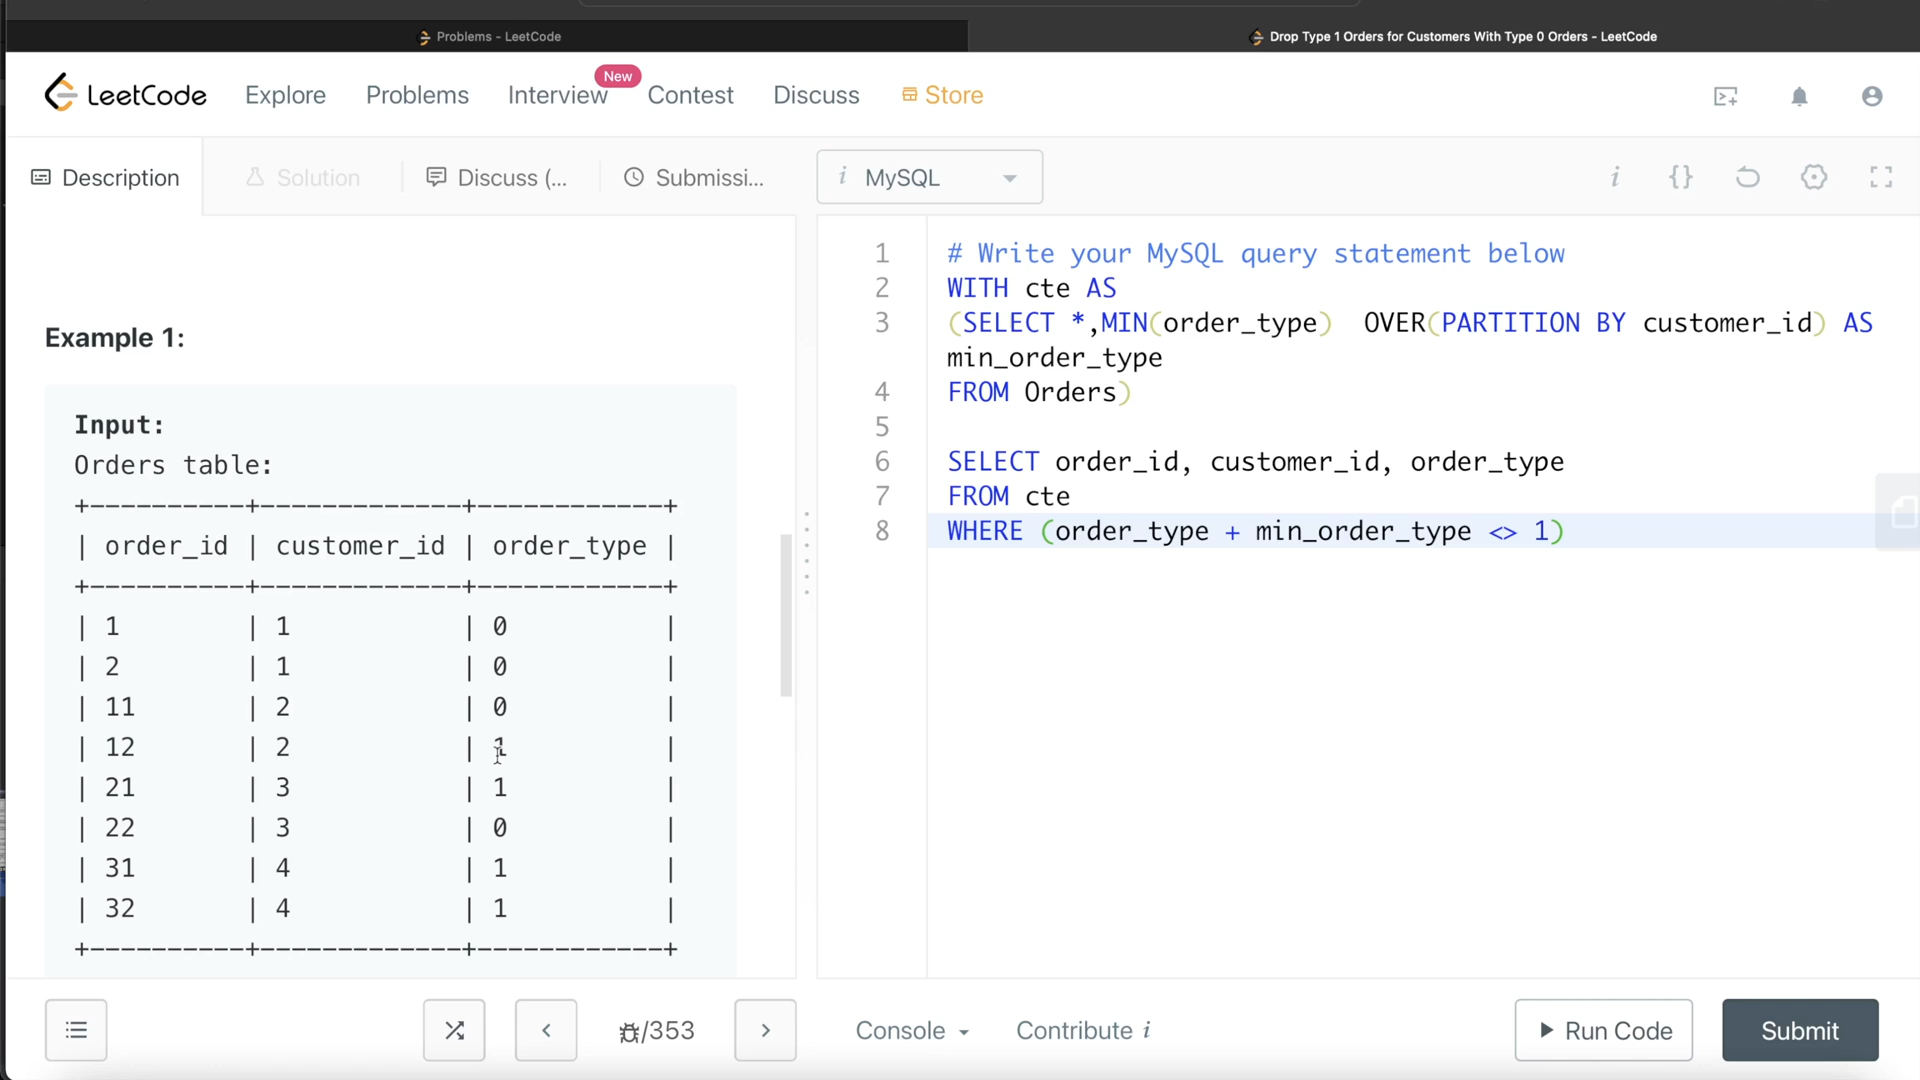 Problems - LeetCode
Drop Type 1 Orders for Customers With Type 0 Orders - LeetCode
LeetCode
Explore
Problems
Interview
New
Contest
Discuss
Store
Description
Solution
Discuss (...
Submissi...
i MySQL
i {}
Example 1:
Input:
Orders table:
+----------+-------------+------------+
| order_id | customer_id | order_type |
+----------+-------------+------------+
| 1        | 1           | 0          |
| 2        | 1           | 0          |
| 11       | 2           | 0          |
| 12       | 2           | 1          |
| 21       | 3           | 1          |
| 22       | 3           | 0          |
| 31       | 4           | 1          |
| 32       | 4           | 1          |
+----------+-------------+------------+
1 # Write your MySQL query statement below
2 WITH cte AS
3 (SELECT *,MIN(order_type)  OVER(PARTITION BY customer_id) AS
min_order_type
4 FROM Orders)
5
6 SELECT order_id, customer_id, order_type
7 FROM cte
8 WHERE (order_type + min_order_type <> 1)
/353
Console
Contribute i
Run Code
Submit